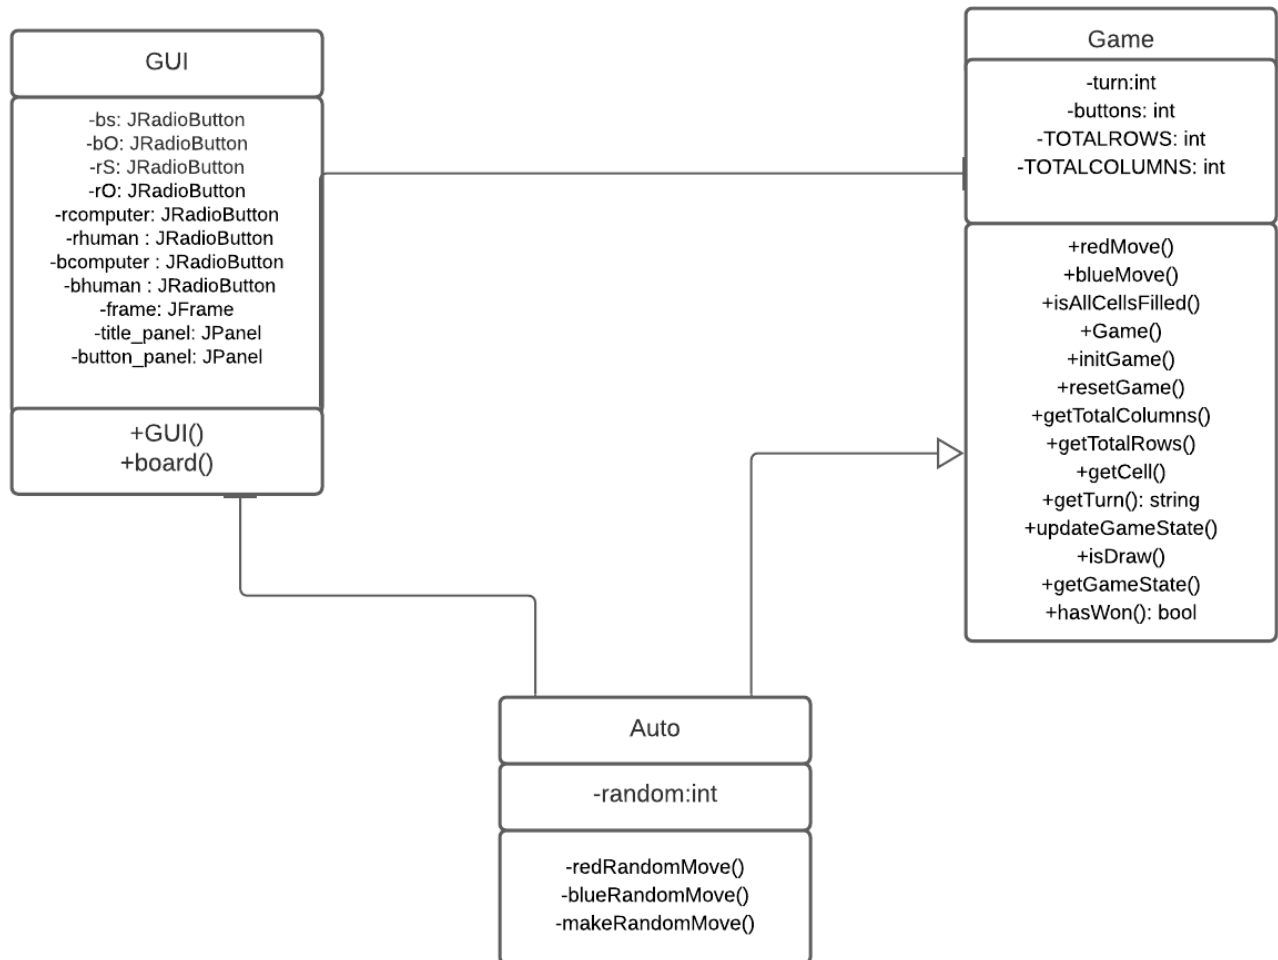 GUI
-bs: JRadioButton
-bO: JRadioButton
-rS: JRadioButton
-rO: JRadioButton
-rcomputer: JRadioButton
-rhuman : JRadioButton
-bcomputer : JRadioButton
-bhuman : JRadioButton
-frame: JFrame
-title_panel: JPanel
-button_panel: JPanel
+GUI()
+board()
Game
-turn:int
-buttons: int
-TOTALROWS: int
-TOTALCOLUMNS: int
+redMove()
+blueMove()
+isAllCellsFilled()
+Game()
+initGame()
+resetGame()
+getTotalColumns()
+getTotalRows()
+getCell()
+getTurn(): string
+updateGameState()
+isDraw()
+getGameState()
+hasWon(): bool
Auto
-random:int
-redRandomMove()
-blueRandomMove()
-makeRandomMove()